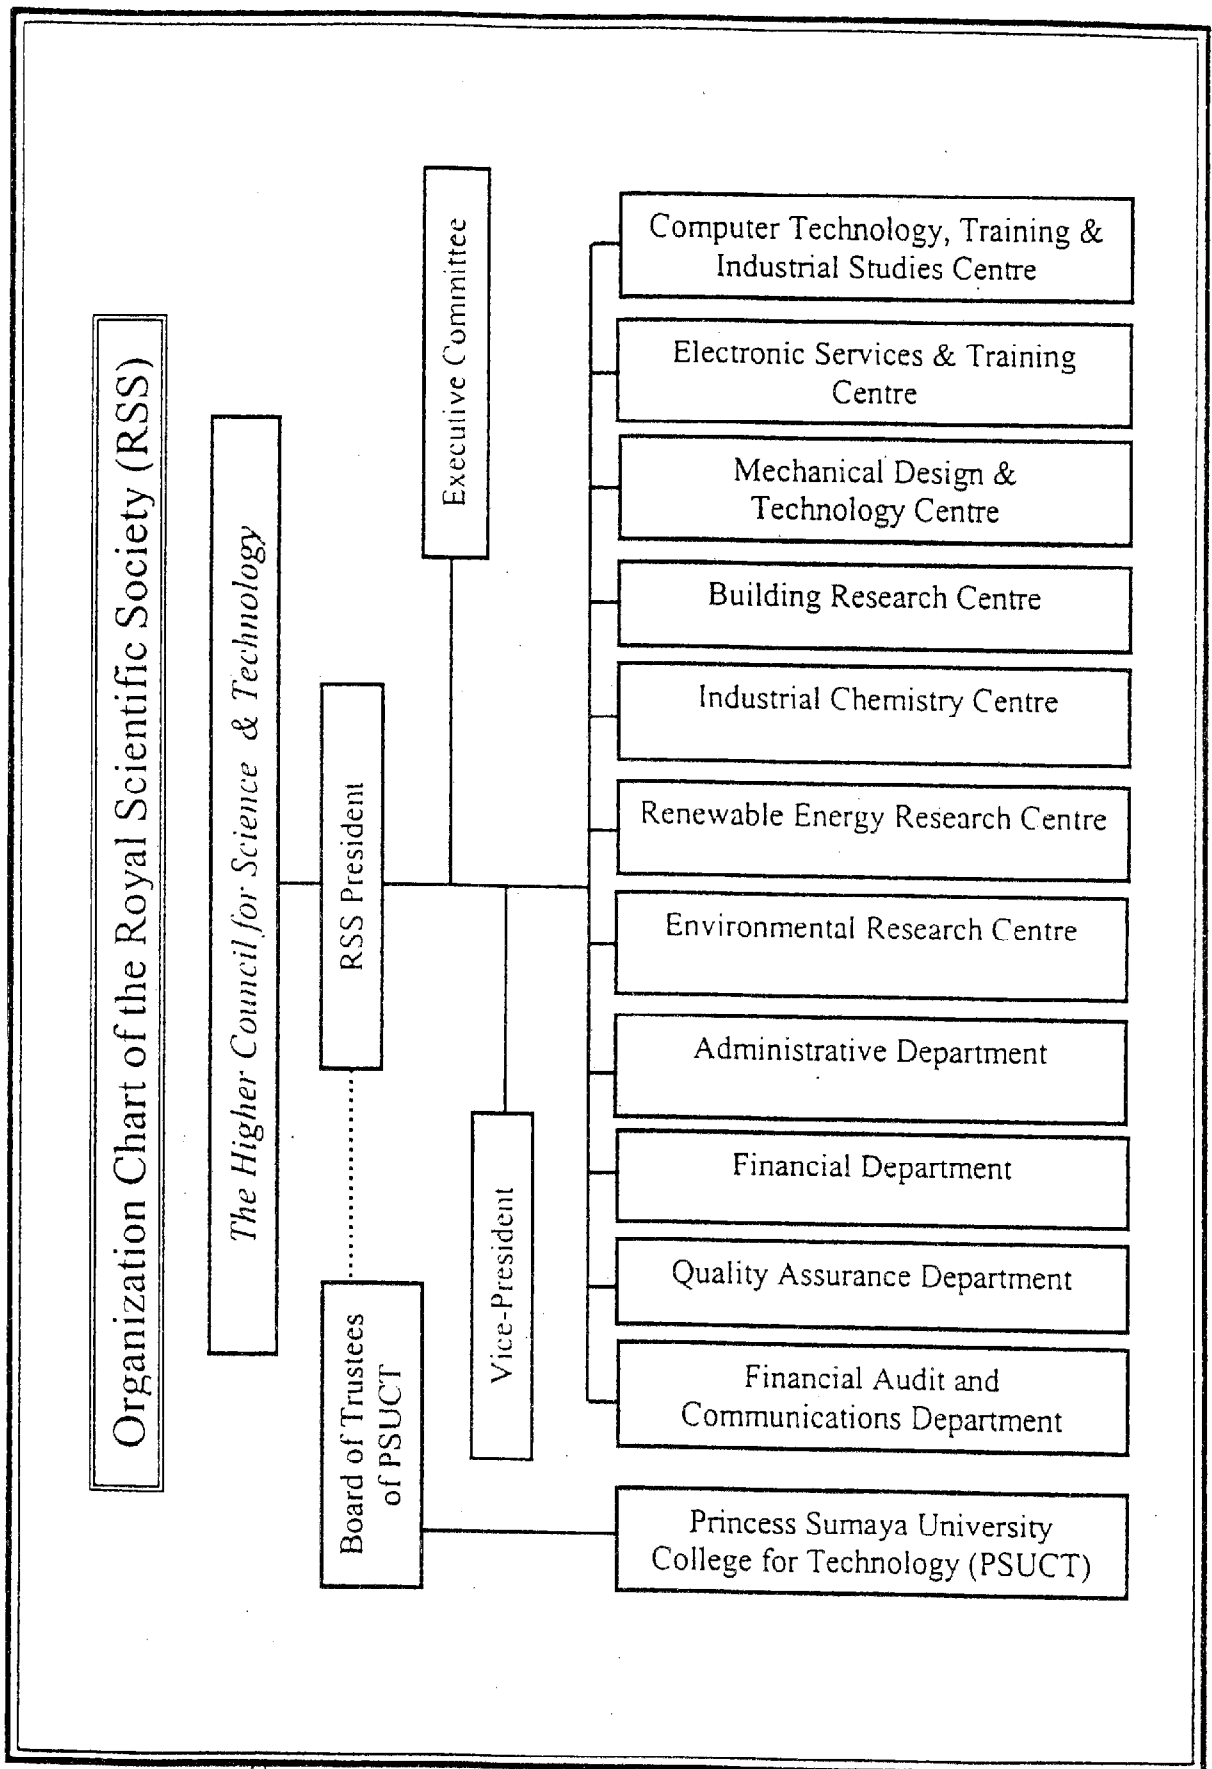 Organization Chart of the Royal Scientific Society (RSS)
The Higher Council for Science & Technology
RSS President
Board of Trustees
of PSUCT
Executive Committee
Vice-President
Computer Technology, Training &
Industrial Studies Centre
Electronic Services & Training
Centre
Mechanical Design &
Technology Centre
Building Research Centre
Industrial Chemistry Centre
Renewable Energy Research Centre
Environmental Research Centre
Administrative Department
Financial Department
Quality Assurance Department
Financial Audit and
Communications Department
Princess Sumaya University
College for Technology (PSUCT)